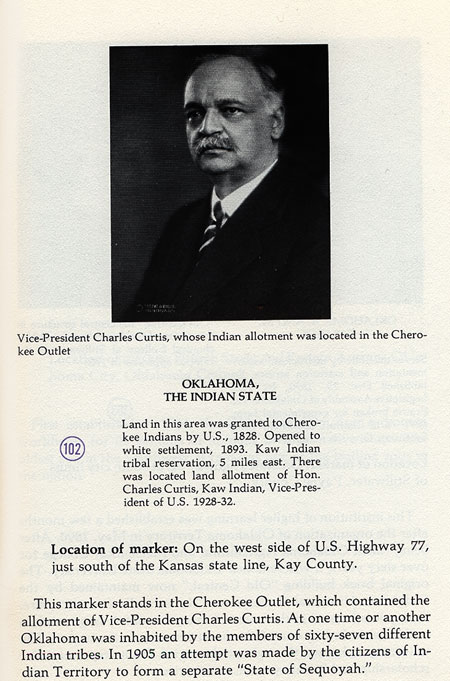 Vice-President Charles Curtis, whose Indian allotment was located in the Chero-
kee Outlet
OKLAHOMA,
THE INDIAN STATE
102
Land in this area was granted to Chero-
kee Indians by U.S., 1828. Opened to
white settlement, 1893. Kaw Indian
tribal reservation, 5 miles east. There
was located land allotment of Hon.
Charles Curtis, Kaw Indian, Vice-Pres-
ident of U.S. 1928-32.
Location of marker: On the west side of U.S. Highway 77,
just south of the Kansas state line, Kay County.
This marker stands in the Cherokee Outlet, which contained the
allotment of Vice-President Charles Curtis. At one time or another
Oklahoma was inhabited by the members of sixty-seven different
Indian tribes. In 1905 an attempt was made by the citizens of In-
dian Territory to form a separate “State of Sequoyah.”